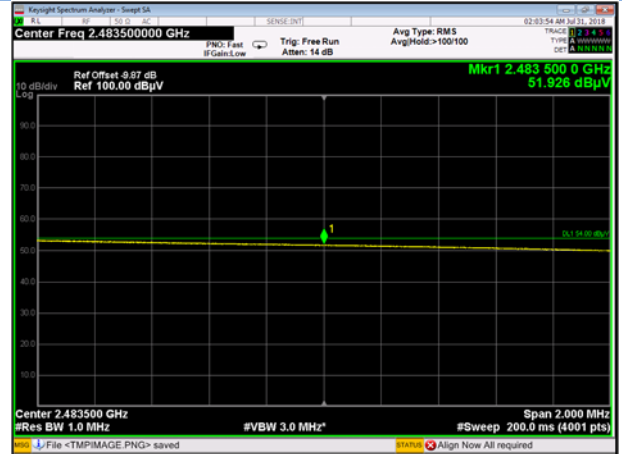 Keysight Spectrum Analyzer - Swept SA
RL RF 50 Ω AC SENSE:INT 02:03:54 AM Jul 31, 2018
Center Freq 2.483500000 GHz
PNO: Fast
IFGain:Low
Trig: Free Run
Atten: 14 dB
Avg Type: RMS
Avg|Hold:>100/100
TRACE 1 2 3 4 5 6
TYPE A WWWWW
DET A N N N N N
Mkr1 2.483 500 0 GHz
51.926 dBµV
Ref Offset -9.87 dB
10 dB/div Ref 100.00 dBµV
Log
90.0
80.0
70.0
60.0
1
DL1 54.00 dBµV
50.0
40.0
30.0
20.0
10.0
Center 2.483500 GHz Span 2.000 MHz
#Res BW 1.0 MHz #VBW 3.0 MHz* #Sweep 200.0 ms (4001 pts)
MSG File <TMPIMAGE.PNG> saved STATUS Align Now All required